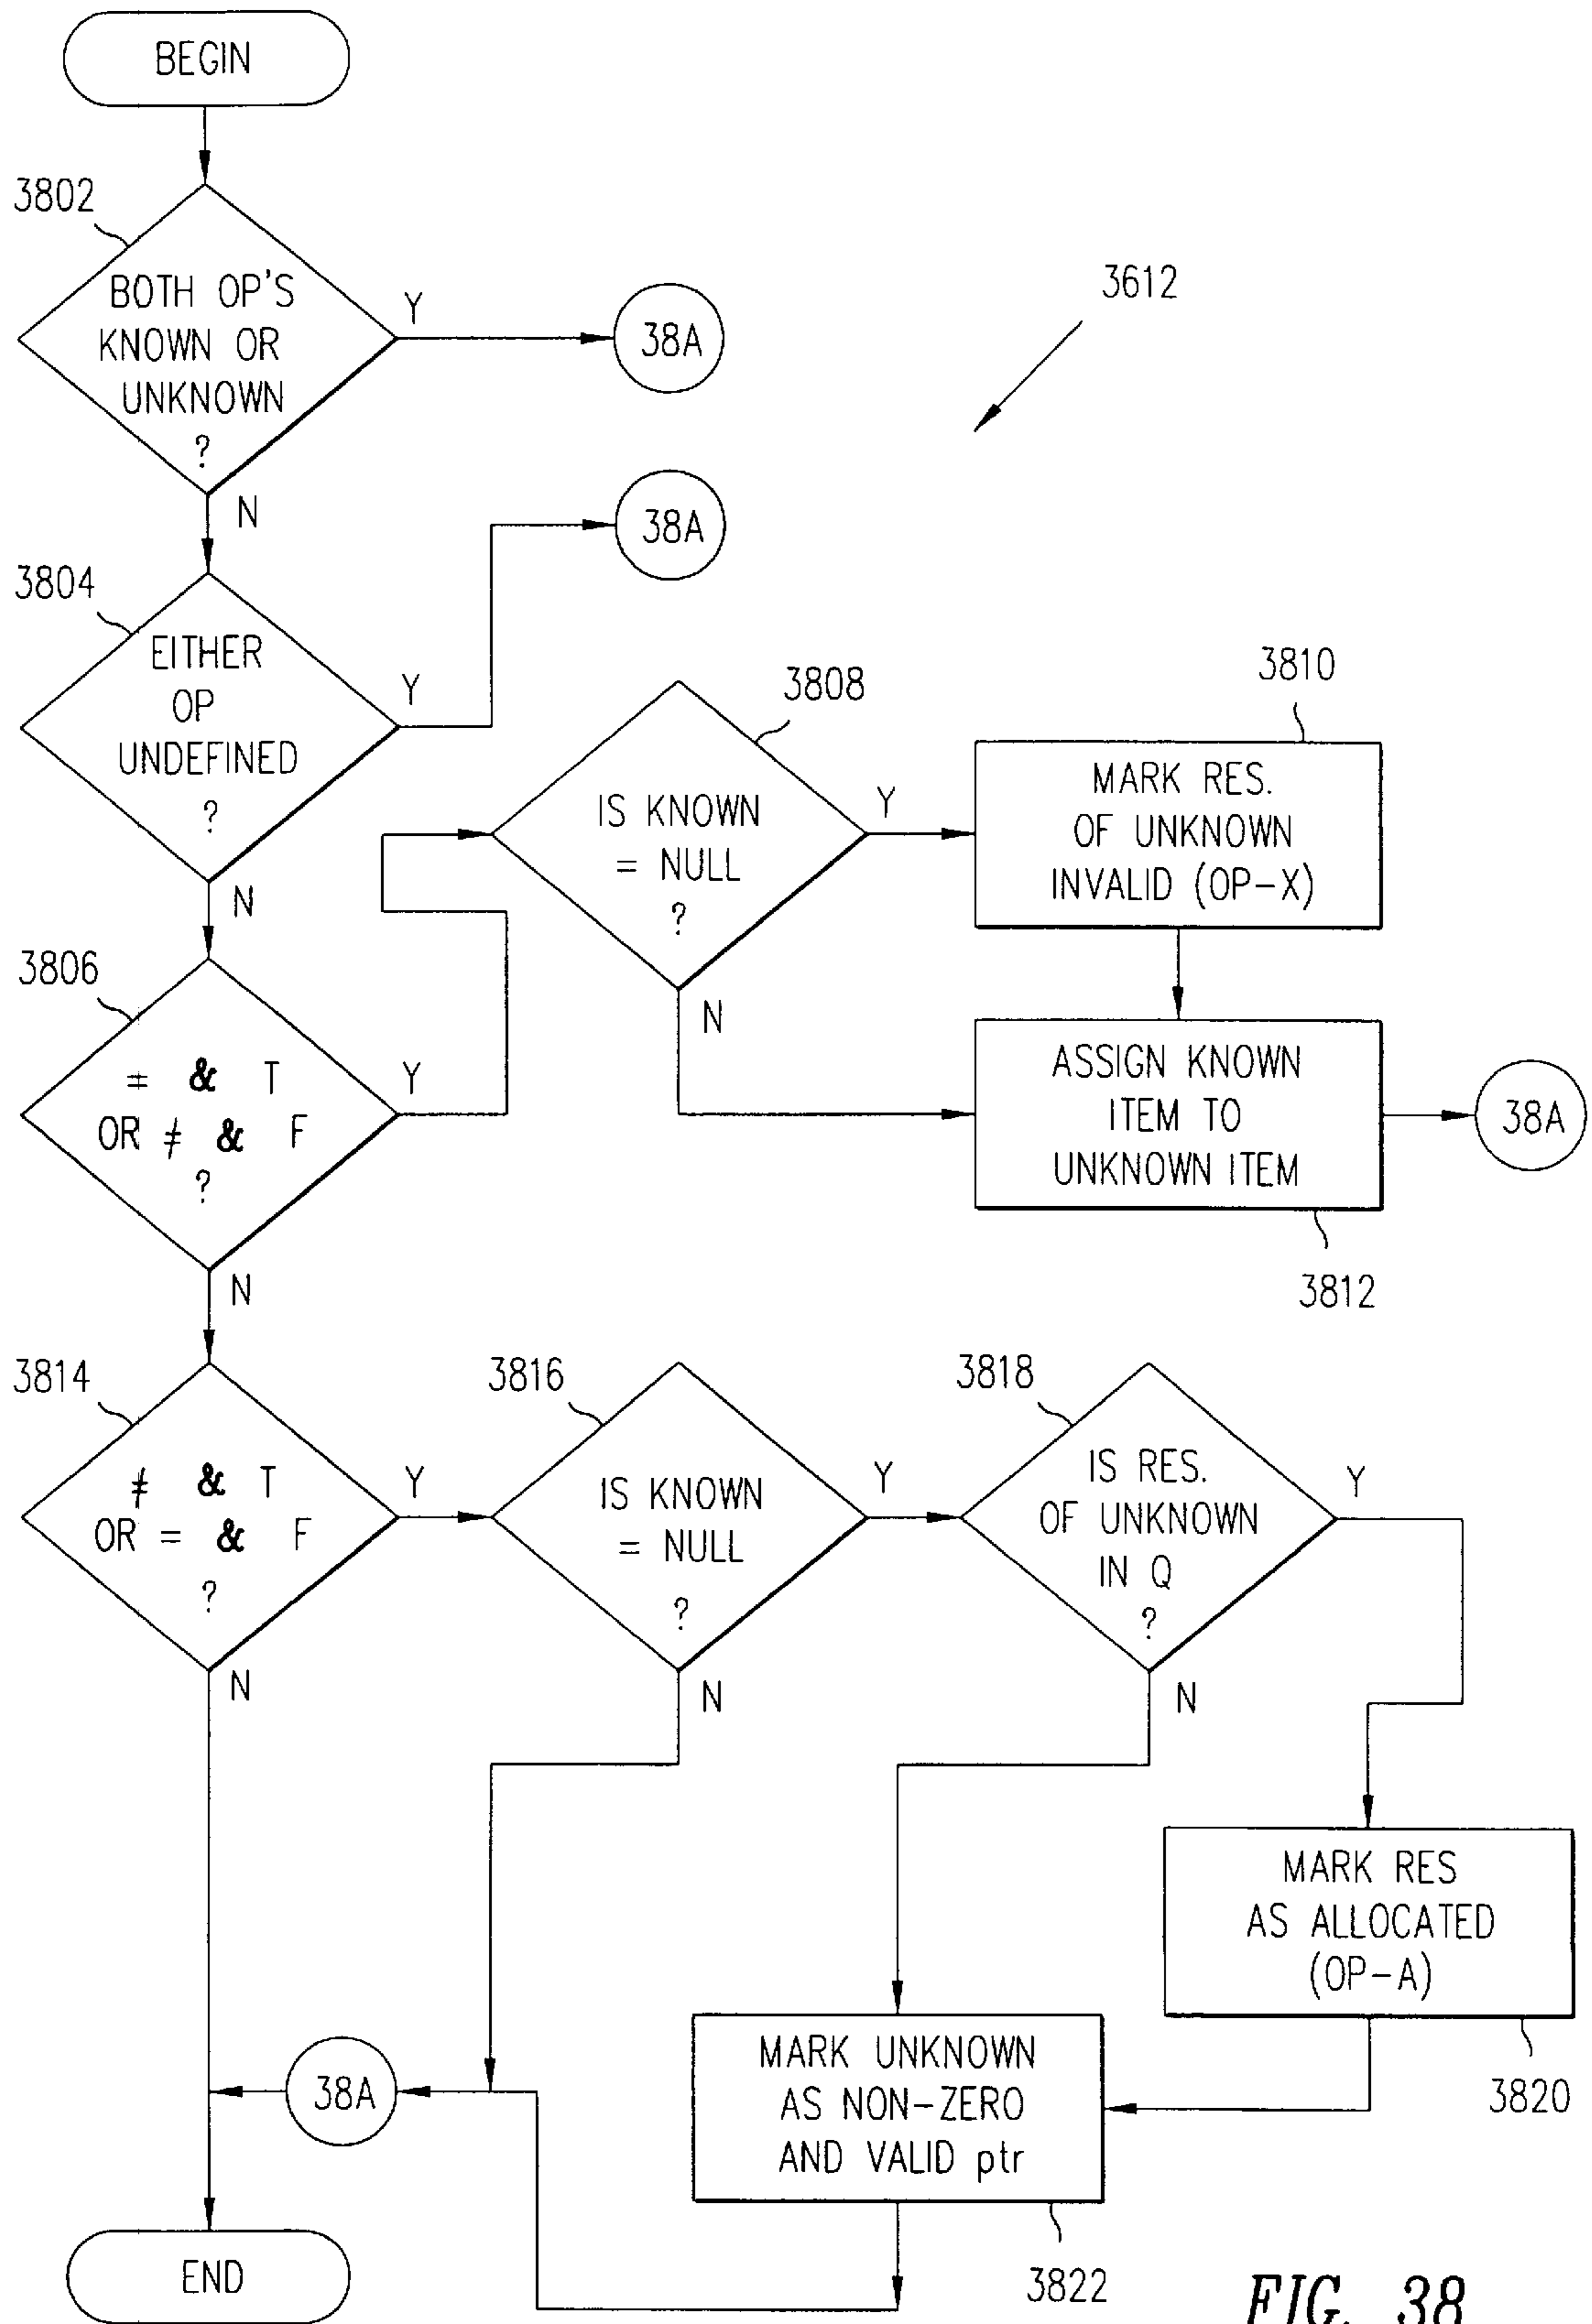 BEGIN
3802
BOTH OP'S
KNOWN OR
UNKNOWN
?
Y
38A
3612
N
38A
3804
EITHER
OP
UNDEFINED
?
Y
N
3808
IS KNOWN
= NULL
?
Y
N
3810
MARK RES.
OF UNKNOWN
INVALID (OP-X)
3806
= & T
OR ≠ & F
?
Y
N
ASSIGN KNOWN
ITEM TO
UNKNOWN ITEM
38A
3812
3814
≠ & T
OR = & F
?
Y
N
3816
IS KNOWN
= NULL
?
Y
N
3818
IS RES.
OF UNKNOWN
IN Q
?
Y
N
MARK RES
AS ALLOCATED
(OP-A)
3820
38A
MARK UNKNOWN
AS NON-ZERO
AND VALID ptr
3822
END
FIG. 38